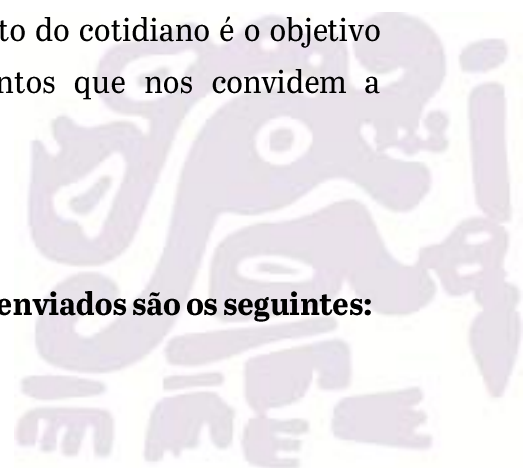 to do cotidiano é o objetivo
ntos que nos convidem a
enviados são os seguintes: